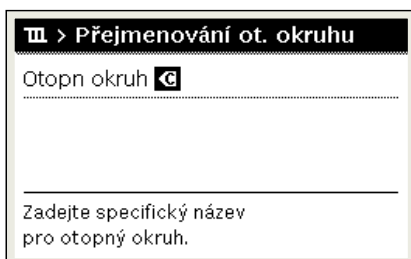 > Přejmenování ot. okruhu
Otopn okruh C
Zadejte specifický název
pro otopný okruh.